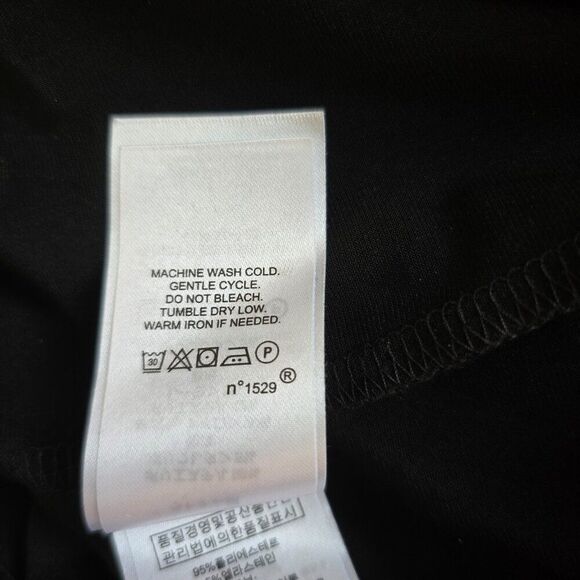 MACHINE WASH COLD.
GENTLE CYCLE.
DO NOT BLEACH.
TUMBLE DRY LOW.
WARM IRON IF NEEDED.
30 P
n°1529®
품질경영및공산품안전
관리법에의한품질표시
95%폴리에스테르